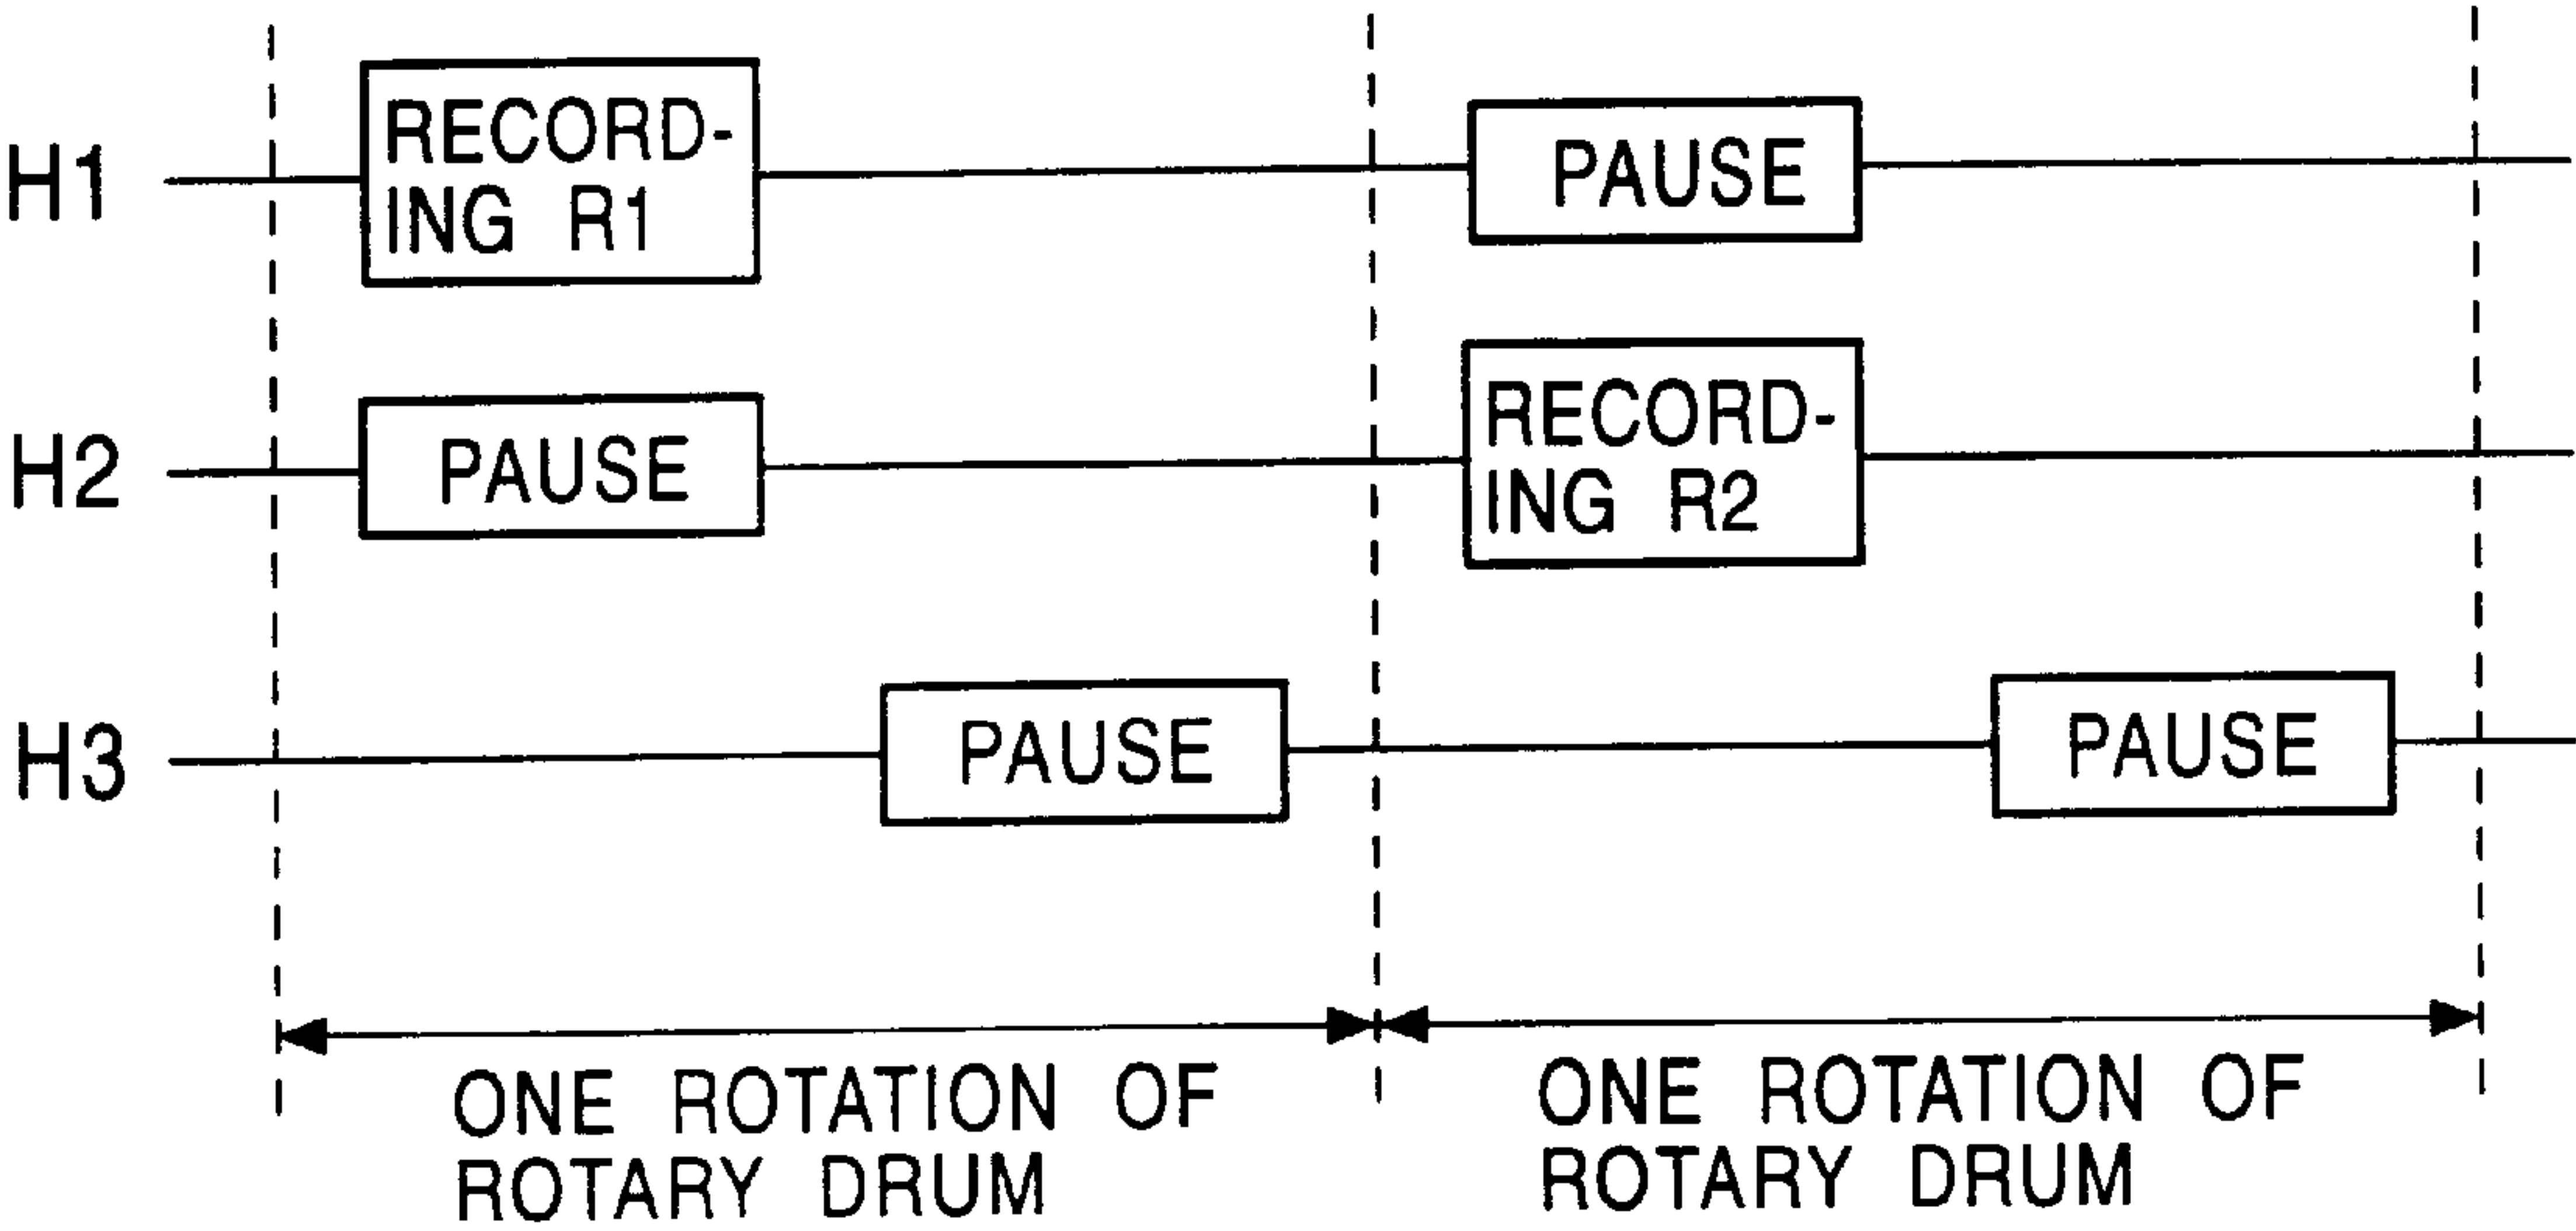 H1
RECORD-
ING R1
PAUSE
H2
PAUSE
RECORD-
ING R2
H3
PAUSE
PAUSE
ONE ROTATION OF
ROTARY DRUM
ONE ROTATION OF
ROTARY DRUM